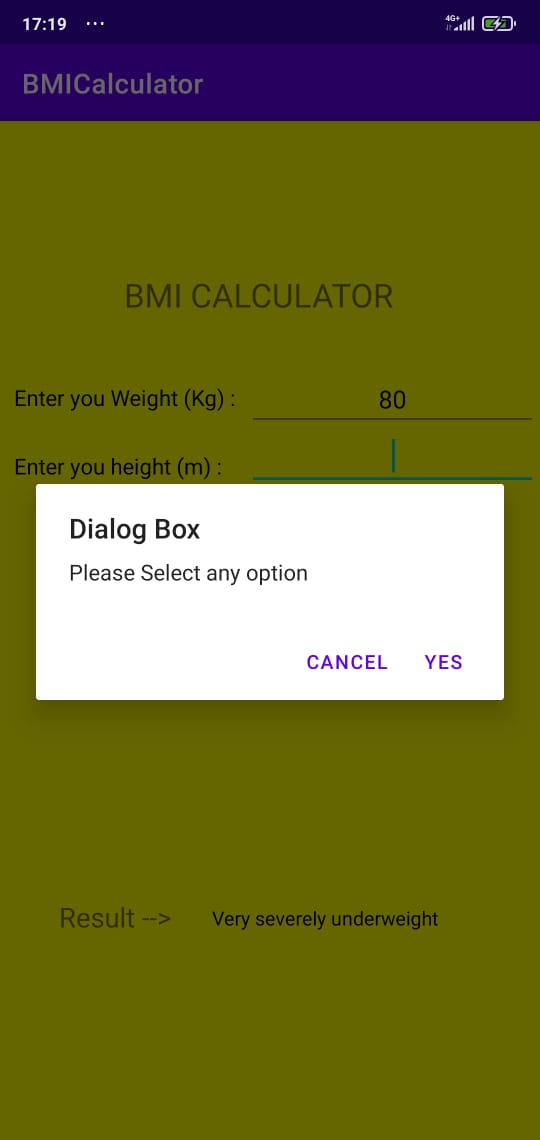 17:19 ... 4G+
BMICalculator
BMI CALCULATOR
Enter you Weight (Kg) : 80
Enter you height (m) :
Dialog Box
Please Select any option
CANCEL YES
Result --> Very severely underweight